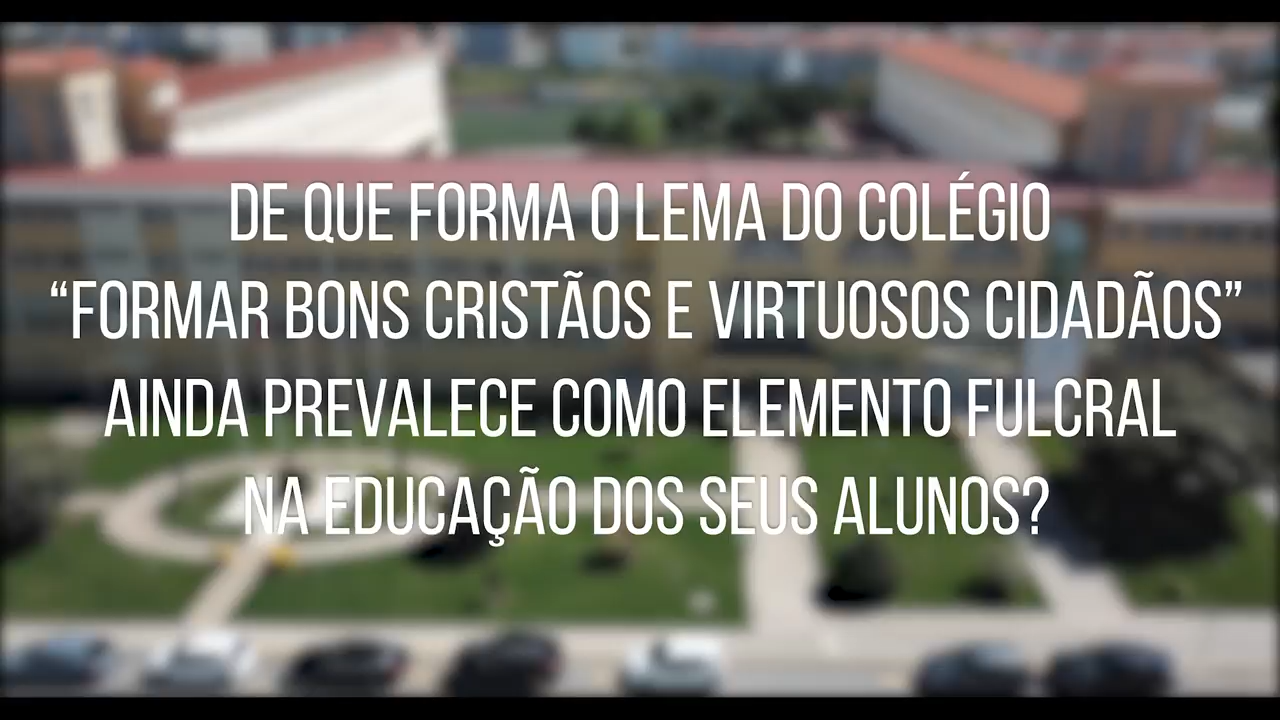 DE QUE FORMA O LEMA DO COLÉGIO
“FORMAR BONS CRISTÃOS E VIRTUOSOS CIDADÃOS”
AINDA PREVALECE COMO ELEMENTO FULCRAL
NA EDUCAÇÃO DOS SEUS ALUNOS?